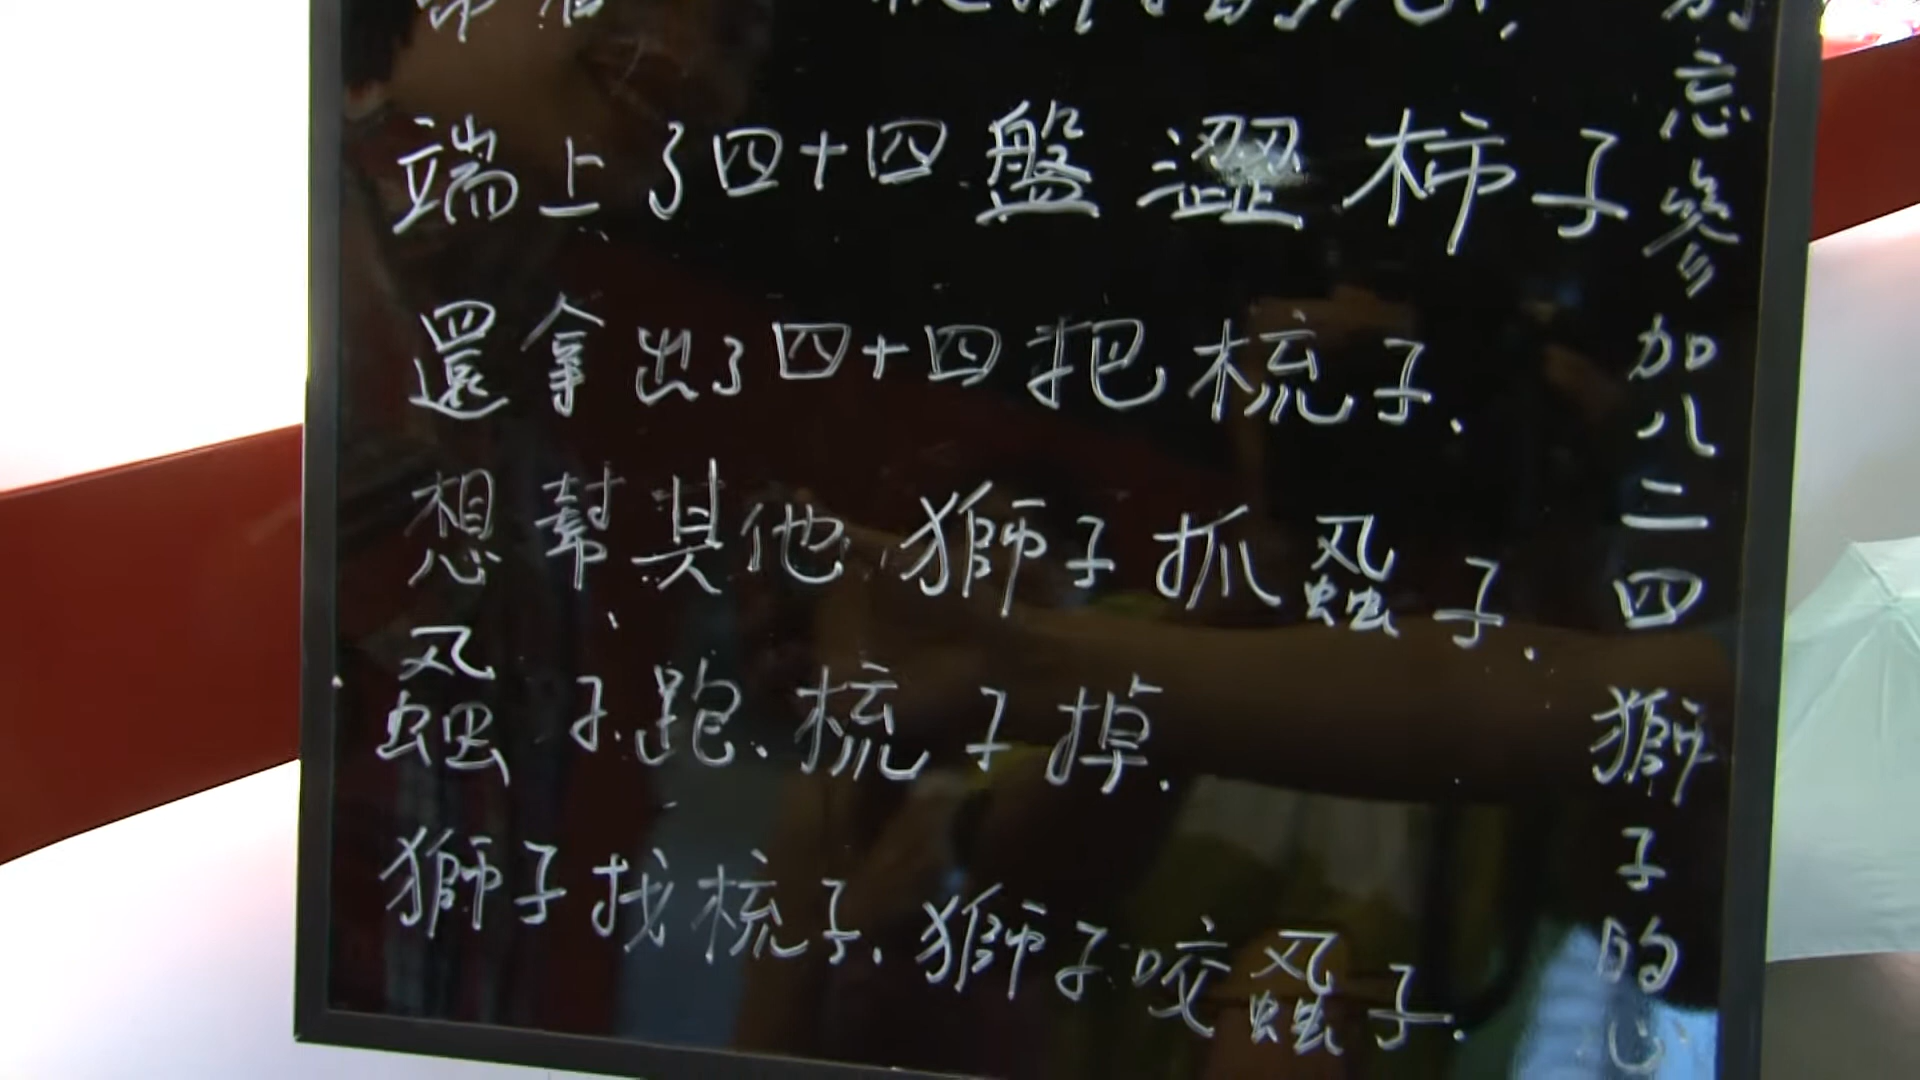 端上了四十四盤澀柿子
還拿出了四十四把梳子.
想幫其他獅子抓蝨子.
蝨子跑、梳子掉.
獅子找梳子.獅子咬蝨子.
別忘參加八二四獅子的心